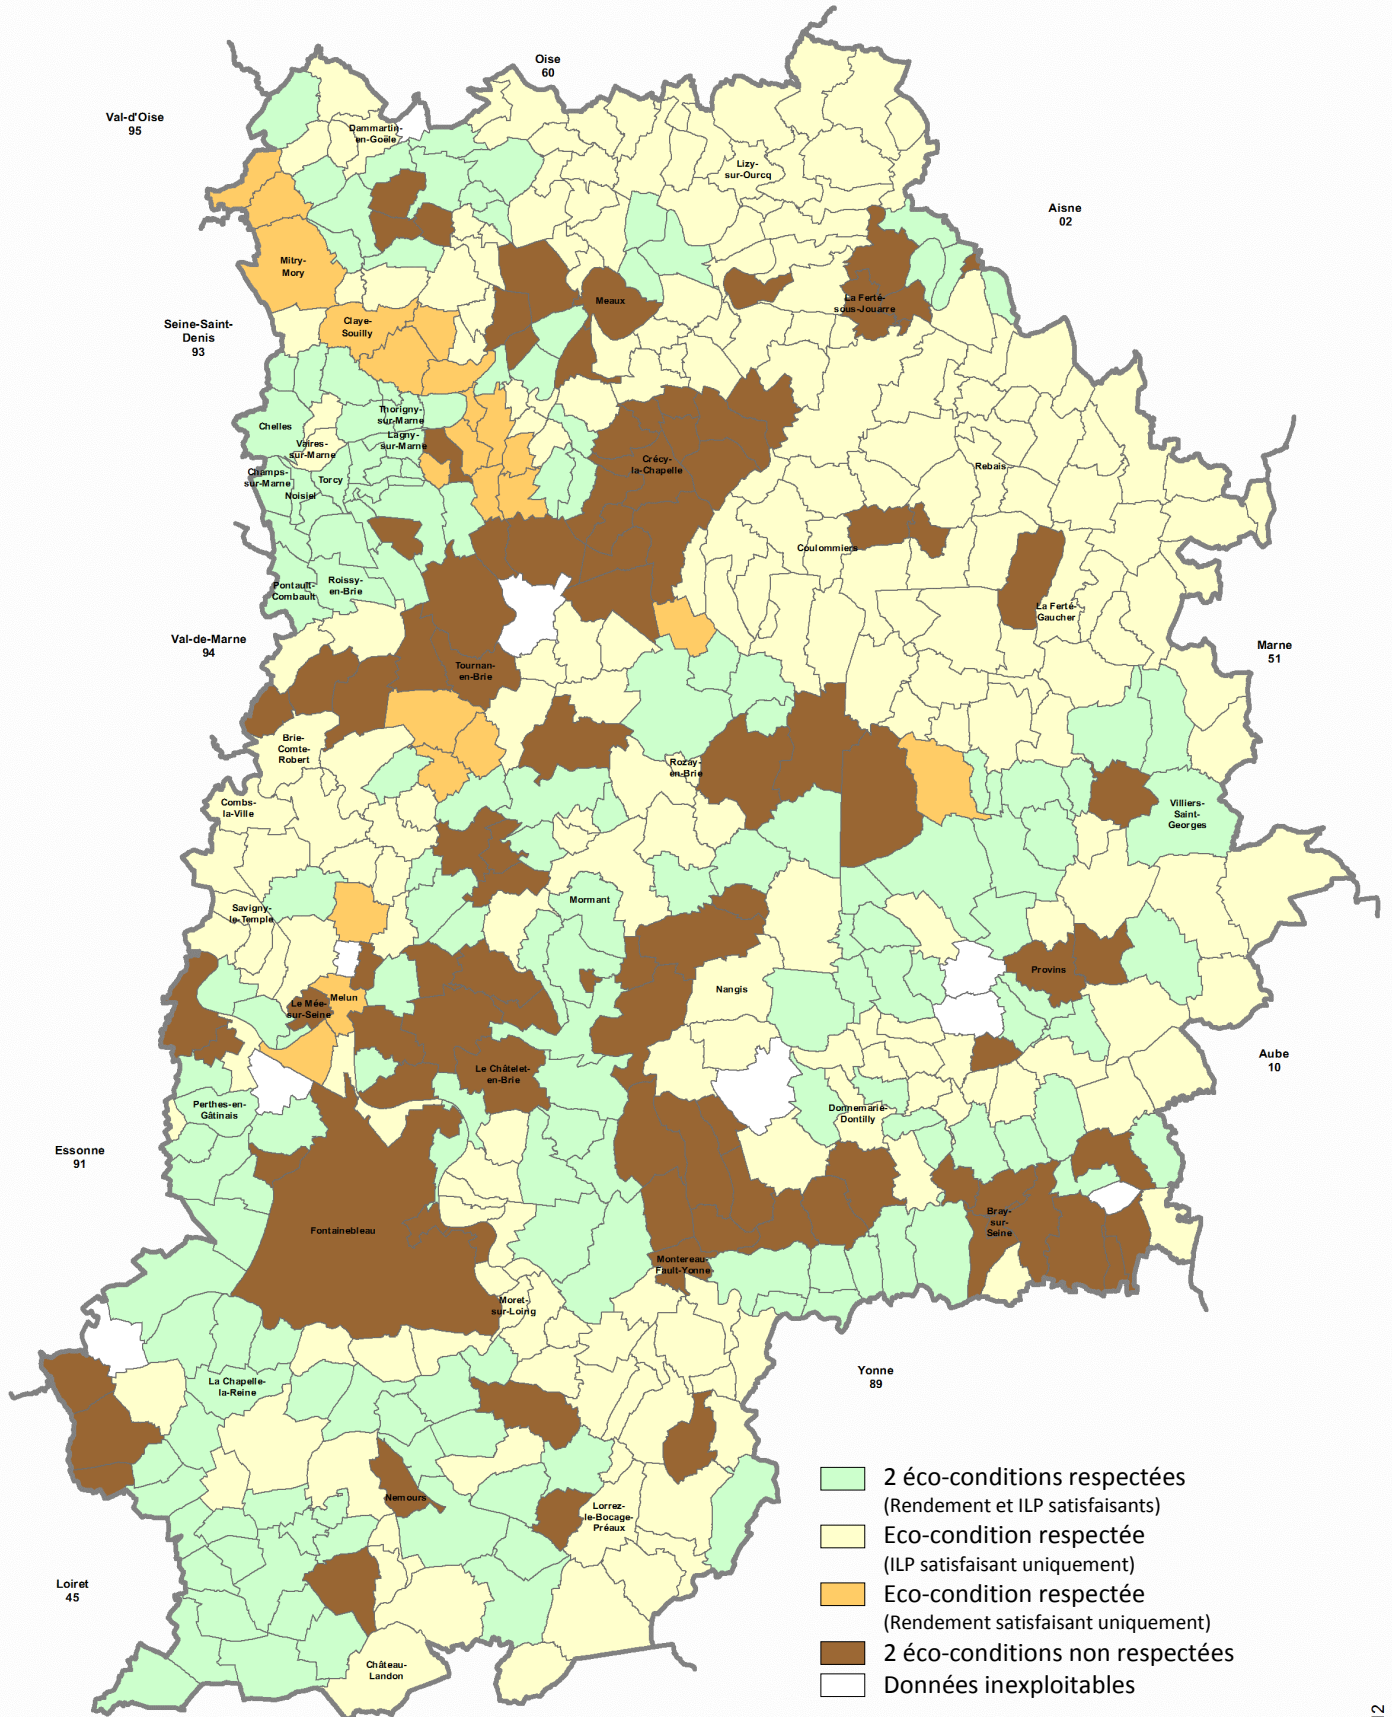 Oise
60
Val-d'Oise
95
Dammartin-
en-Goële
Lizy-
sur-Ourcq
Aisne
02
Mitry-
Mory
Meaux
La Ferté-
sous-Jouarre
Claye-
Souilly
Seine-Saint-
Denis
93
Thorigny-
sur-Marne
Chelles
Lagny-
sur-Marne
Vaires-
sur-Marne
Crécy-
la-Chapelle
Rebais
Champs-
sur-Marne
Torcy
Noisiel
Coulommiers
Pontault-
Combault
Roissy-
en-Brie
La Ferté-
Gaucher
Val-de-Marne
94
Marne
51
Tournan-
en-Brie
Brie-
Comte-
Robert
Rozay-
en-Brie
Combs-
la-Ville
Villiers-
Saint-
Georges
Mormant
Savigny-
le-Temple
Provins
Nangis
Melun
Le Mée-
sur-Seine
Aube
10
Le Châtelet-
en-Brie
Perthes-en-
Gâtinais
Donnemarie-
Dontilly
Essonne
91
Bray-
sur-
Seine
Fontainebleau
Montereau-
Fault-Yonne
Moret-
sur-Loing
Yonne
89
La Chapelle-
la-Reine
Nemours
Lorrez-
le-Bocage-
Préaux
Loiret
45
Château-
Landon
2 éco-conditions respectées
(Rendement et ILP satisfaisants)
Eco-condition respectée
(ILP satisfaisant uniquement)
Eco-condition respectée
(Rendement satisfaisant uniquement)
2 éco-conditions non respectées
Données inexploitables